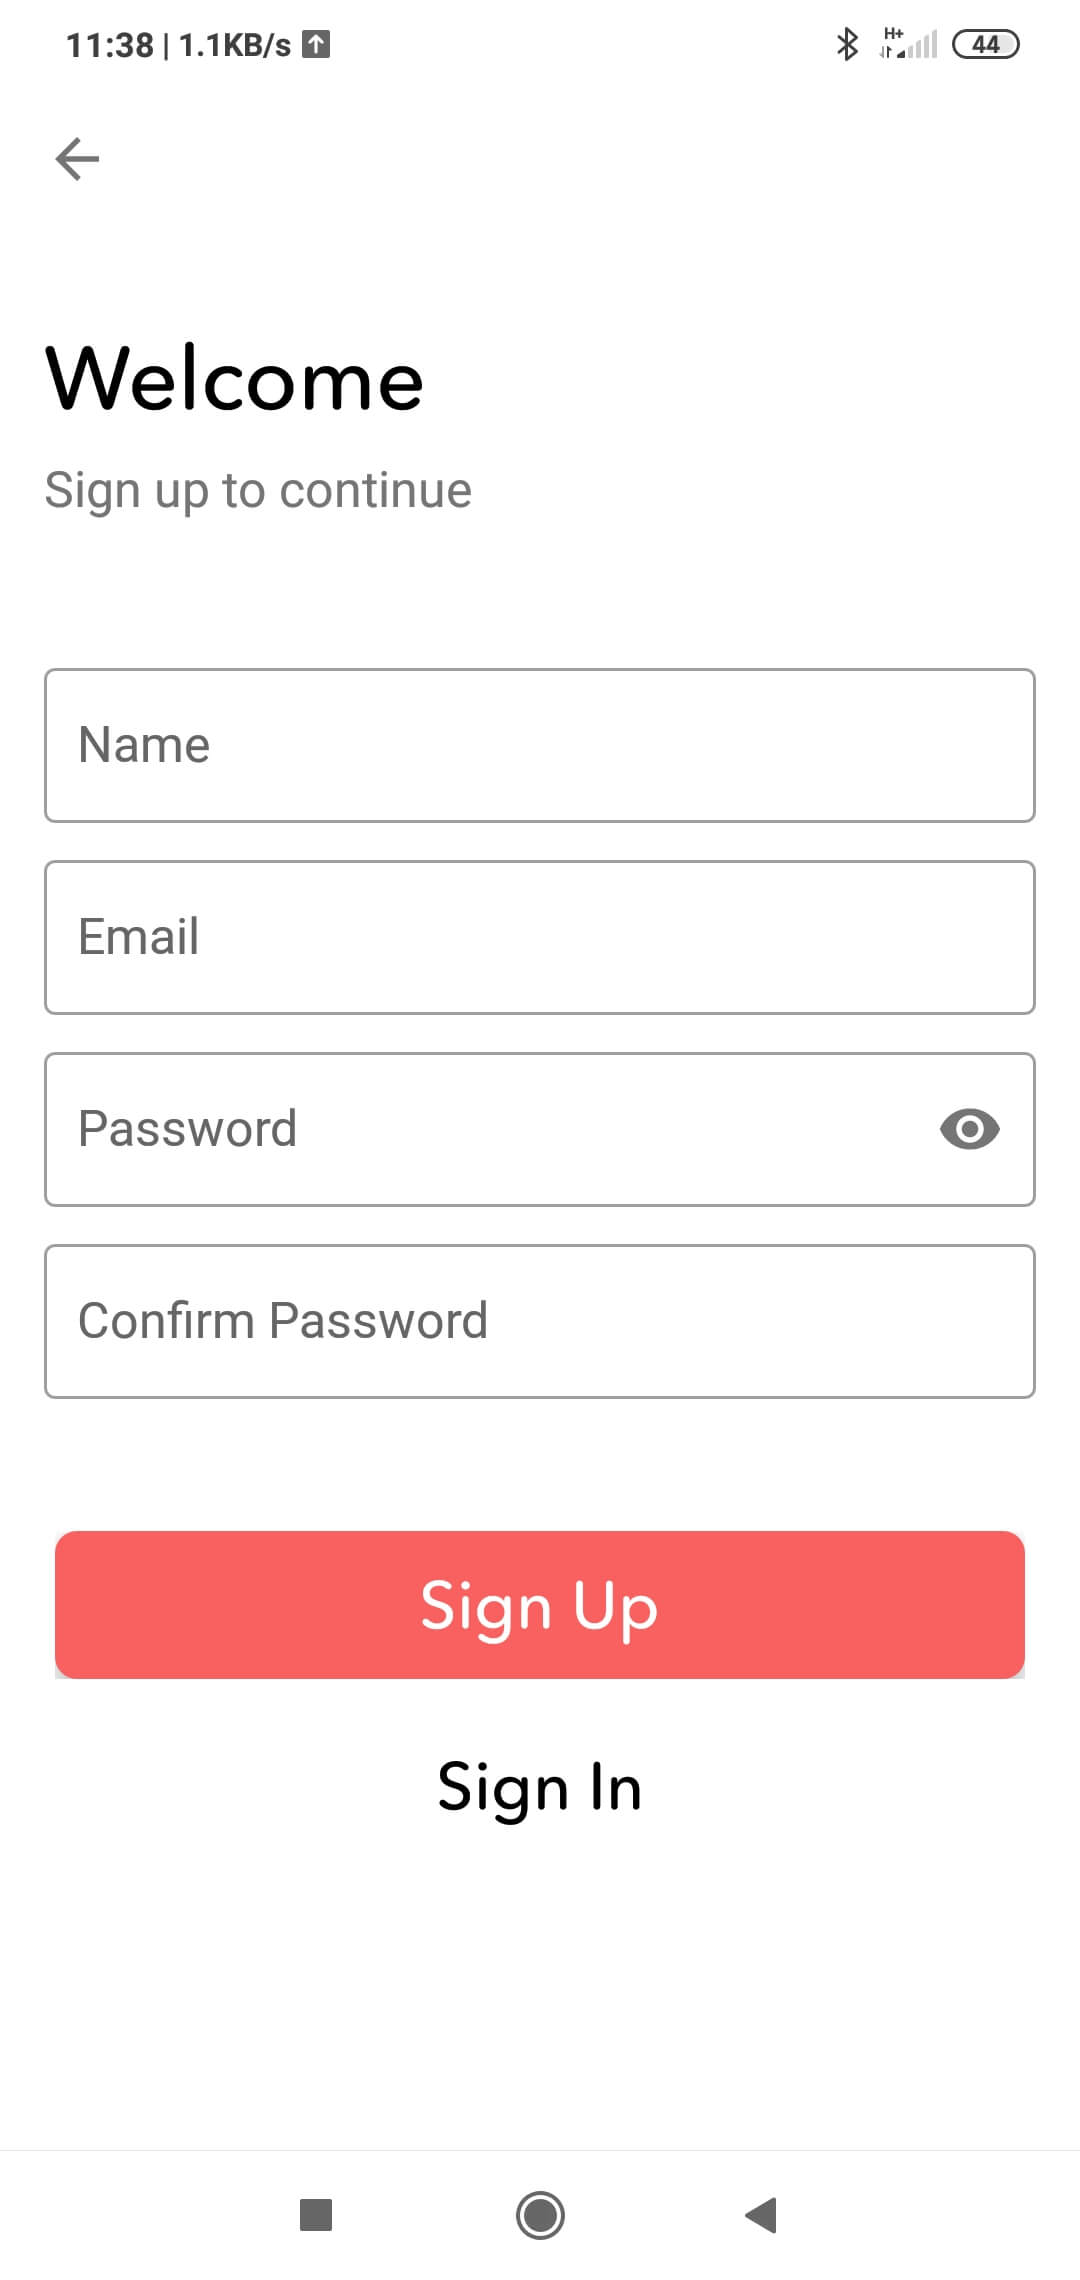 11:38 | 1.1KB/s H+ 44
Welcome
Sign up to continue
Name
Email
Password
Confirm Password
Sign Up
Sign In